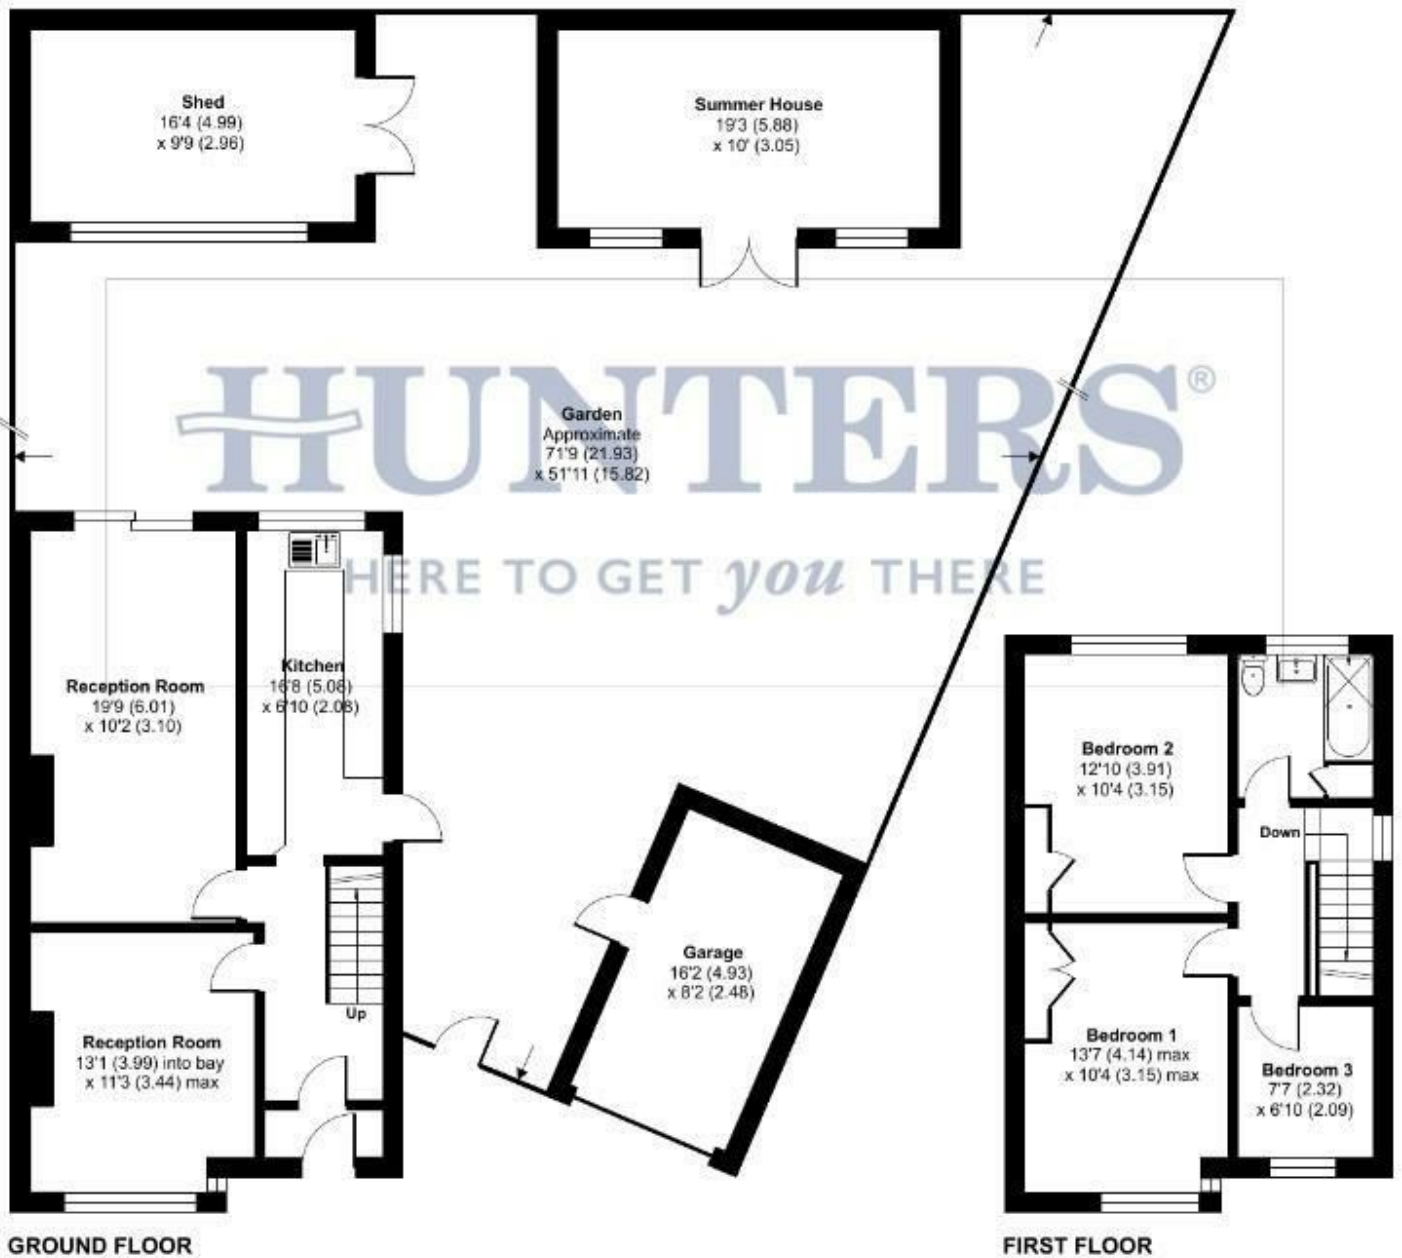 Shed
16'4 (4.99)
x 9'9 (2.96)
Summer House
19'3 (5.88)
x 10' (3.05)
HUNTERS®
HERE TO GET you THERE
Garden
Approximate
71'9 (21.93)
x 51'11 (15.82)
Reception Room
19'9 (6.01)
x 10'2 (3.10)
Kitchen
16'8 (5.08)
x 6'10 (2.08)
Garage
16'2 (4.93)
x 8'2 (2.48)
Up
Reception Room
13'1 (3.99) into bay
x 11'3 (3.44) max
GROUND FLOOR
Bedroom 2
12'10 (3.91)
x 10'4 (3.15)
Down
Bedroom 1
13'7 (4.14) max
x 10'4 (3.15) max
Bedroom 3
7'7 (2.32)
x 6'10 (2.09)
FIRST FLOOR